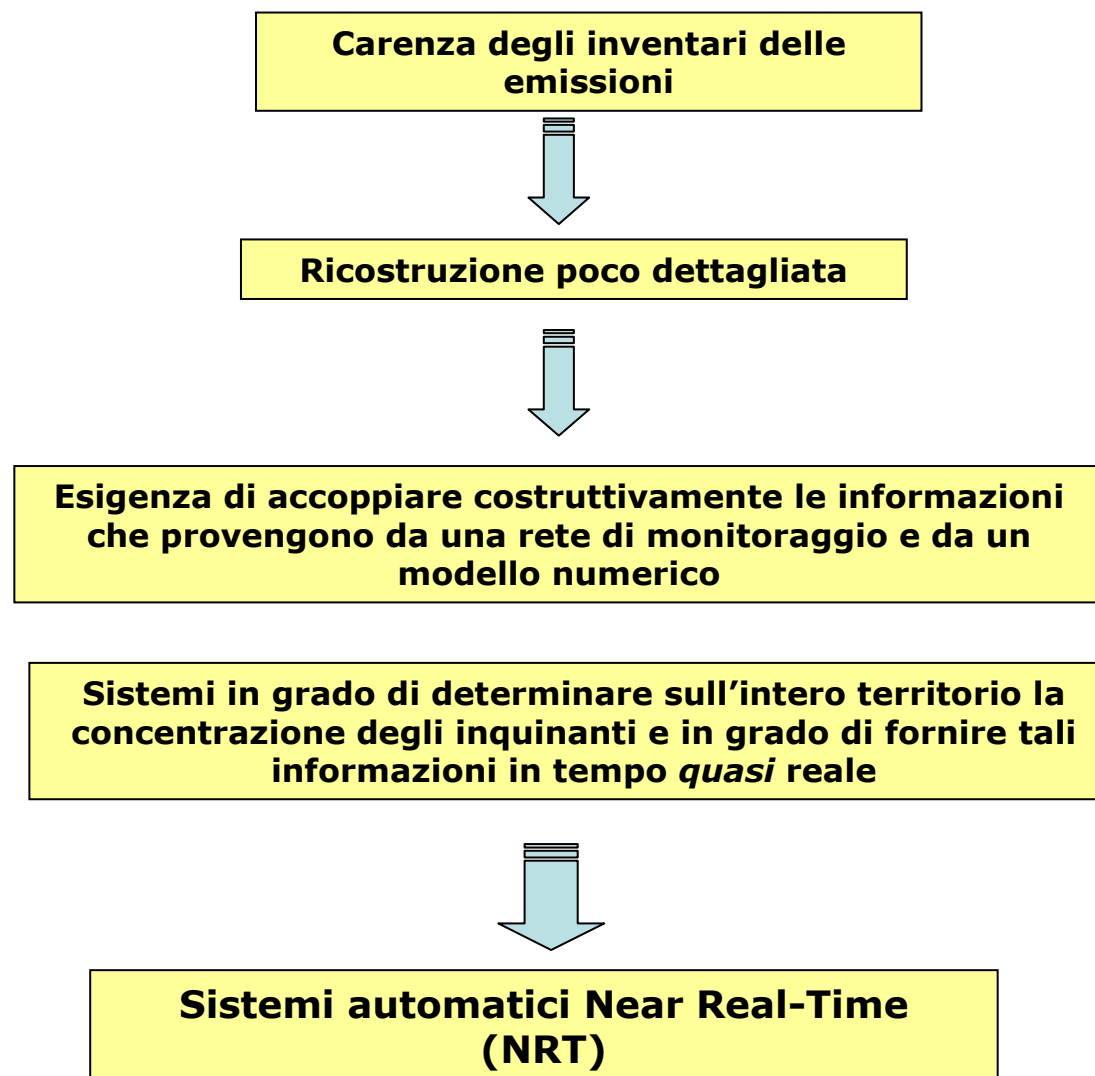 Carenza degli inventari delle
emissioni
Ricostruzione poco dettagliata
Esigenza di accoppiare costruttivamente le informazioni
che provengono da una rete di monitoraggio e da un
modello numerico
Sistemi in grado di determinare sull’intero territorio la
concentrazione degli inquinanti e in grado di fornire tali
informazioni in tempo quasi reale
Sistemi automatici Near Real-Time
(NRT)